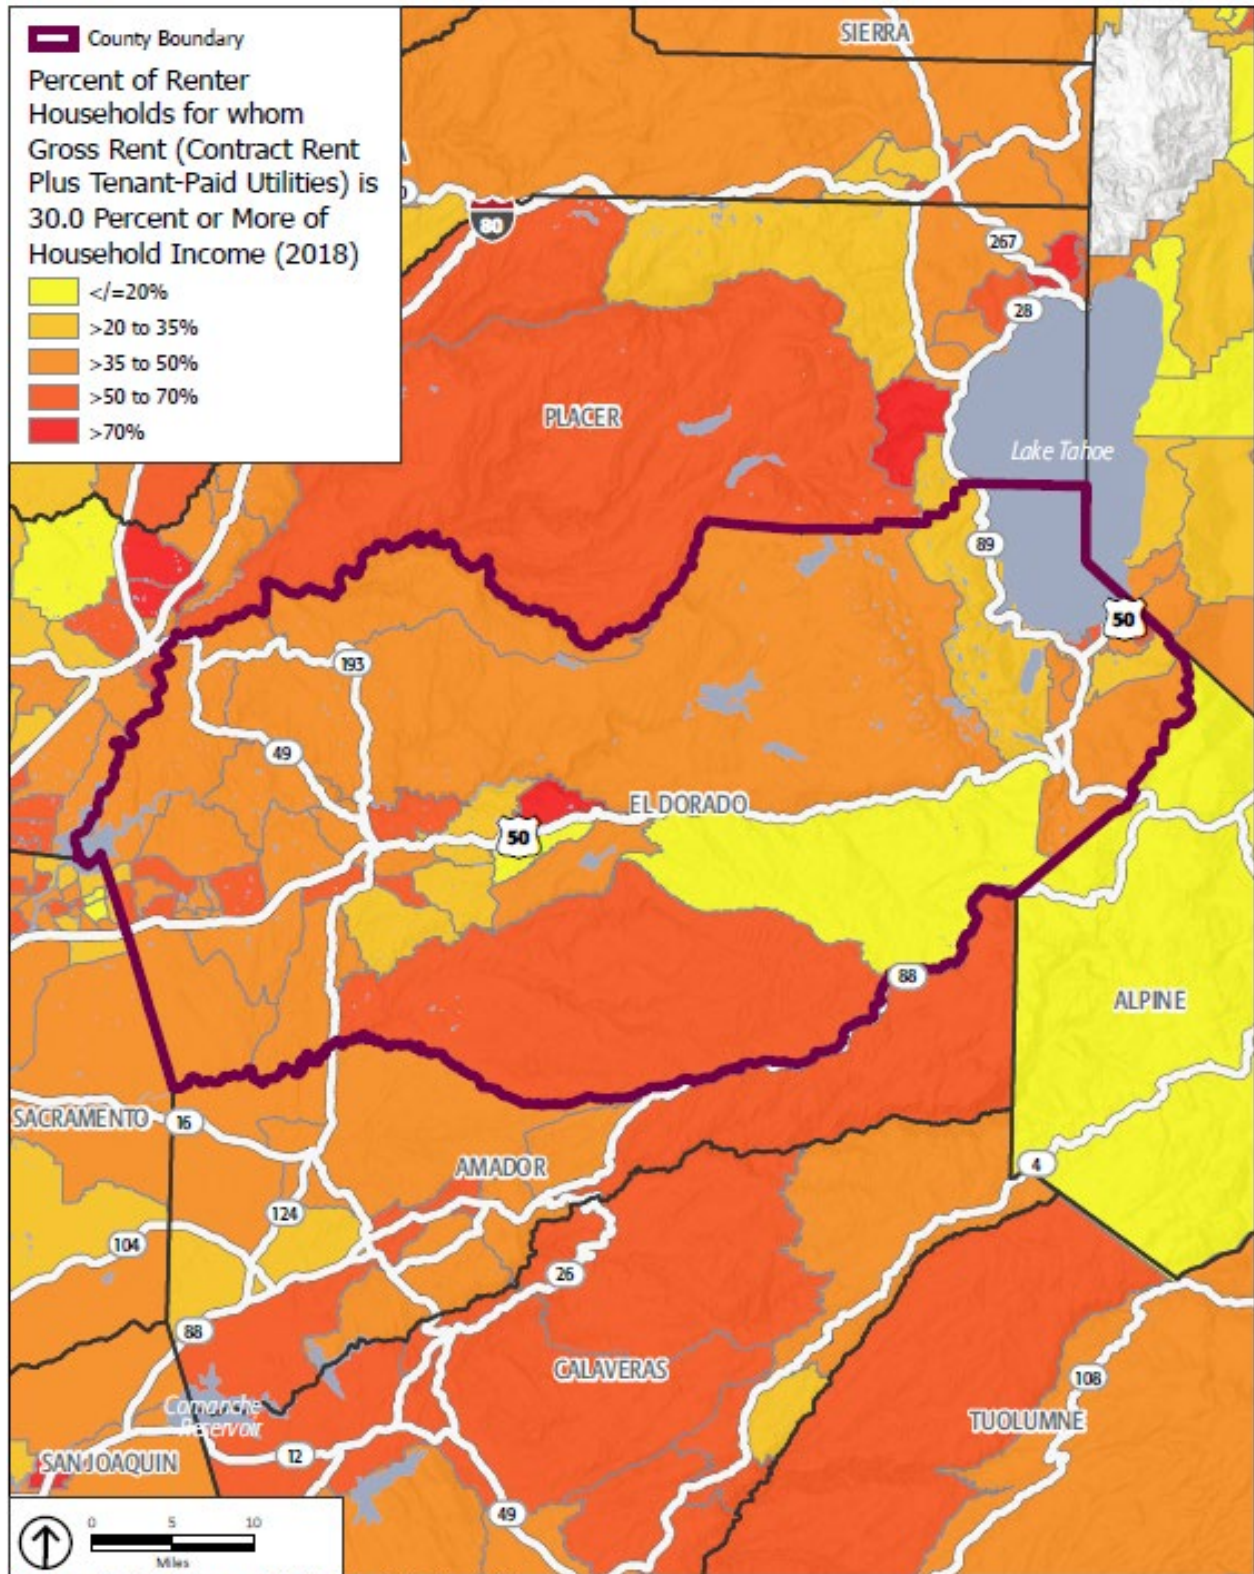 County Boundary
Percent of Renter
Households for whom
Gross Rent (Contract Rent
Plus Tenant-Paid Utilities) is
30.0 Percent or More of
Household Income (2018)
</=20%
>20 to 35%
>35 to 50%
>50 to 70%
>70%
SIERRA
80
267
28
PLACER
Lake Tahoe
89
50
193
49
EL DORADO
50
88
ALPINE
SACRAMENTO
16
AMADOR
4
124
104
26
88
CALAVERAS
108
Comanche
Reservoir
TUOLUMNE
SAN JOAQUIN
12
49
0 5 10
Miles